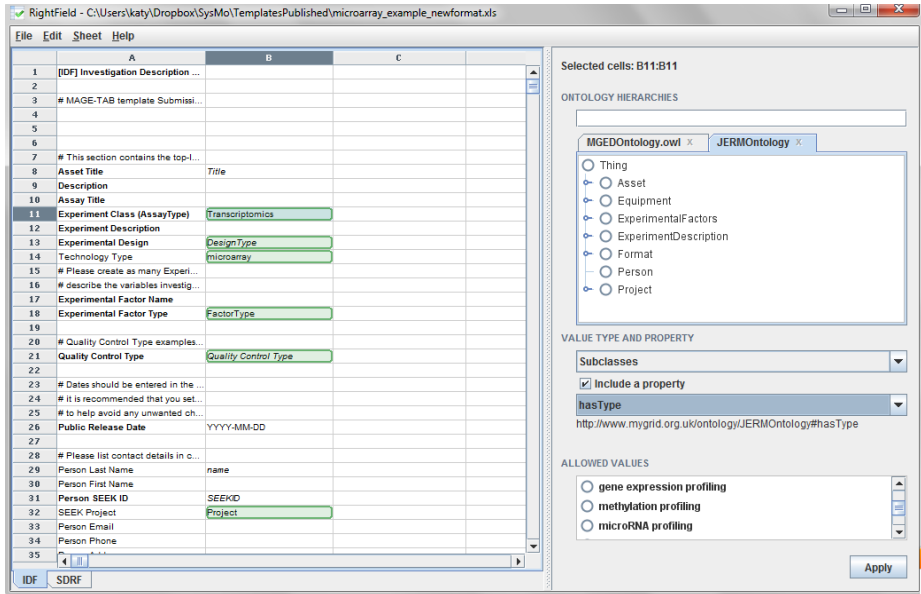 RightField - C:\Users\katy\Dropbox\SysMo\TemplatesPublished\microarray_example_newformat.xls
File Edit Sheet Help
A B C
1 [IDF] Investigation Description ...
2
3 # MAGE-TAB template Submissi...
4
5
6
7 # This section contains the top-l...
8 Asset Title Title
9 Description
10 Assay Title
11 Experiment Class (AssayType) Transcriptomics
12 Experiment Description
13 Experimental Design DesignType
14 Technology Type microarray
15 # Please create as many Experi...
16 # describe the variables investig...
17 Experimental Factor Name
18 Experimental Factor Type FactorType
19
20 # Quality Control Type examples...
21 Quality Control Type Quality Control Type
22
23 # Dates should be entered in the ...
24 # it is recommended that you set...
25 # to help avoid any unwanted ch...
26 Public Release Date YYYY-MM-DD
27
28 # Please list contact details in c...
29 Person Last Name name
30 Person First Name
31 Person SEEK ID SEEKID
32 SEEK Project Project
33 Person Email
34 Person Phone
35
IDF SDRF
Selected cells: B11:B11
ONTOLOGY HIERARCHIES
MGEDOntology.owl x JERMOntology x
Thing
Asset
Equipment
ExperimentalFactors
ExperimentDescription
Format
Person
Project
VALUE TYPE AND PROPERTY
Subclasses
Include a property
hasType
http://www.mygrid.org.uk/ontology/JERMOntology#hasType
ALLOWED VALUES
gene expression profiling
methylation profiling
microRNA profiling
Apply